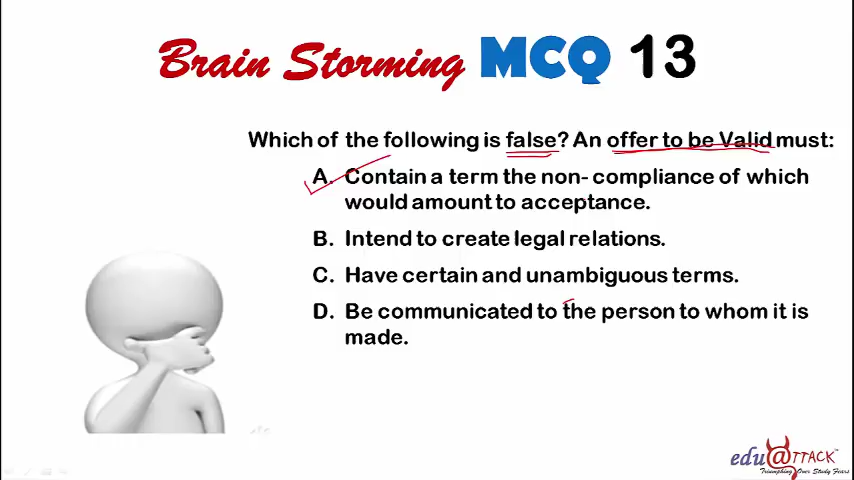 Brain Storming MCQ 13
Which of the following is false? An offer to be Valid must:
A. Contain a term the non- compliance of which
would amount to acceptance.
B. Intend to create legal relations.
C. Have certain and unambiguous terms.
D. Be communicated to the person to whom it is
made.
edu@TTACK™
Triumphing Over Study Fears